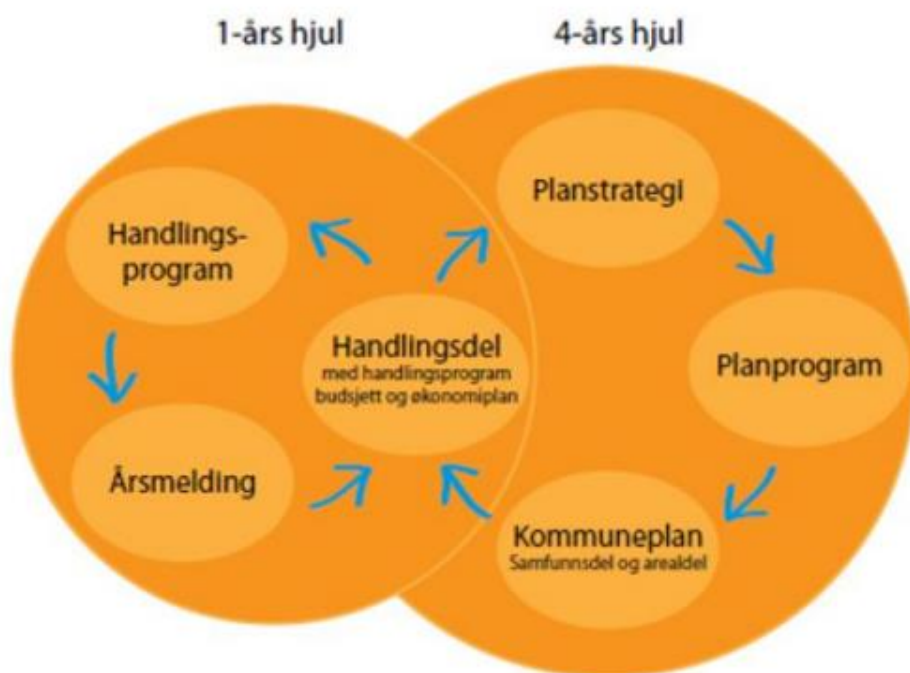 1-års hjul
4-års hjul
Planstrategi
Handlings-
program
Handlingsdel
med handlingsprogram
budsjett og økonomiplan
Planprogram
Årsmelding
Kommuneplan
Samfunnsdel og arealdel